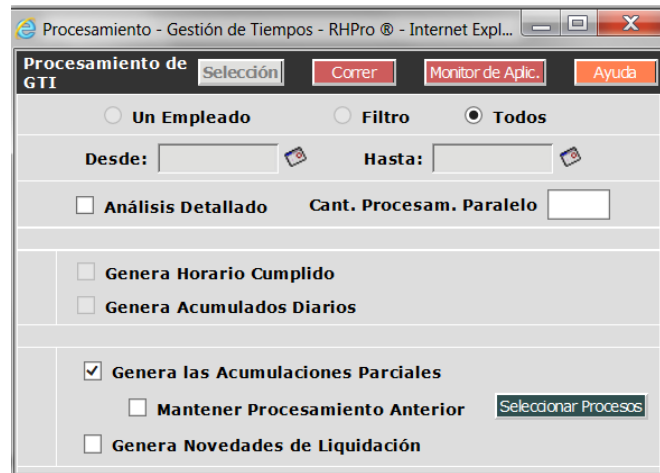 Procesamiento - Gestión de Tiempos - RHPro ® - Internet Expl...
Procesamiento de GTI Selección Correr Monitor de Aplic. Ayuda
Un Empleado Filtro Todos
Desde: Hasta:
Análisis Detallado Cant. Procesam. Paralelo
Genera Horario Cumplido
Genera Acumulados Diarios
Genera las Acumulaciones Parciales
Mantener Procesamiento Anterior Seleccionar Procesos
Genera Novedades de Liquidación